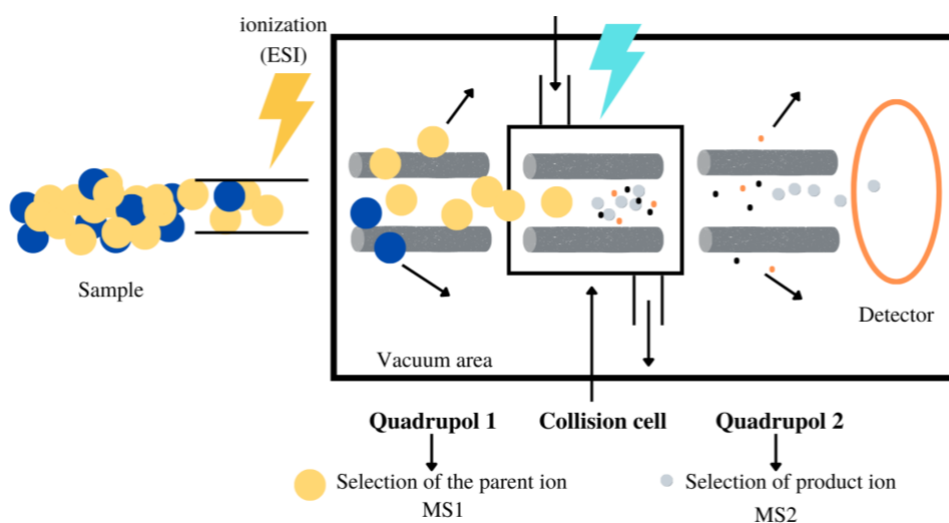 ionization
(ESI)
Sample
Detector
Vacuum area
Quadrupol 1
Collision cell
Quadrupol 2
Selection of the parent ion
MS1
Selection of product ion
MS2